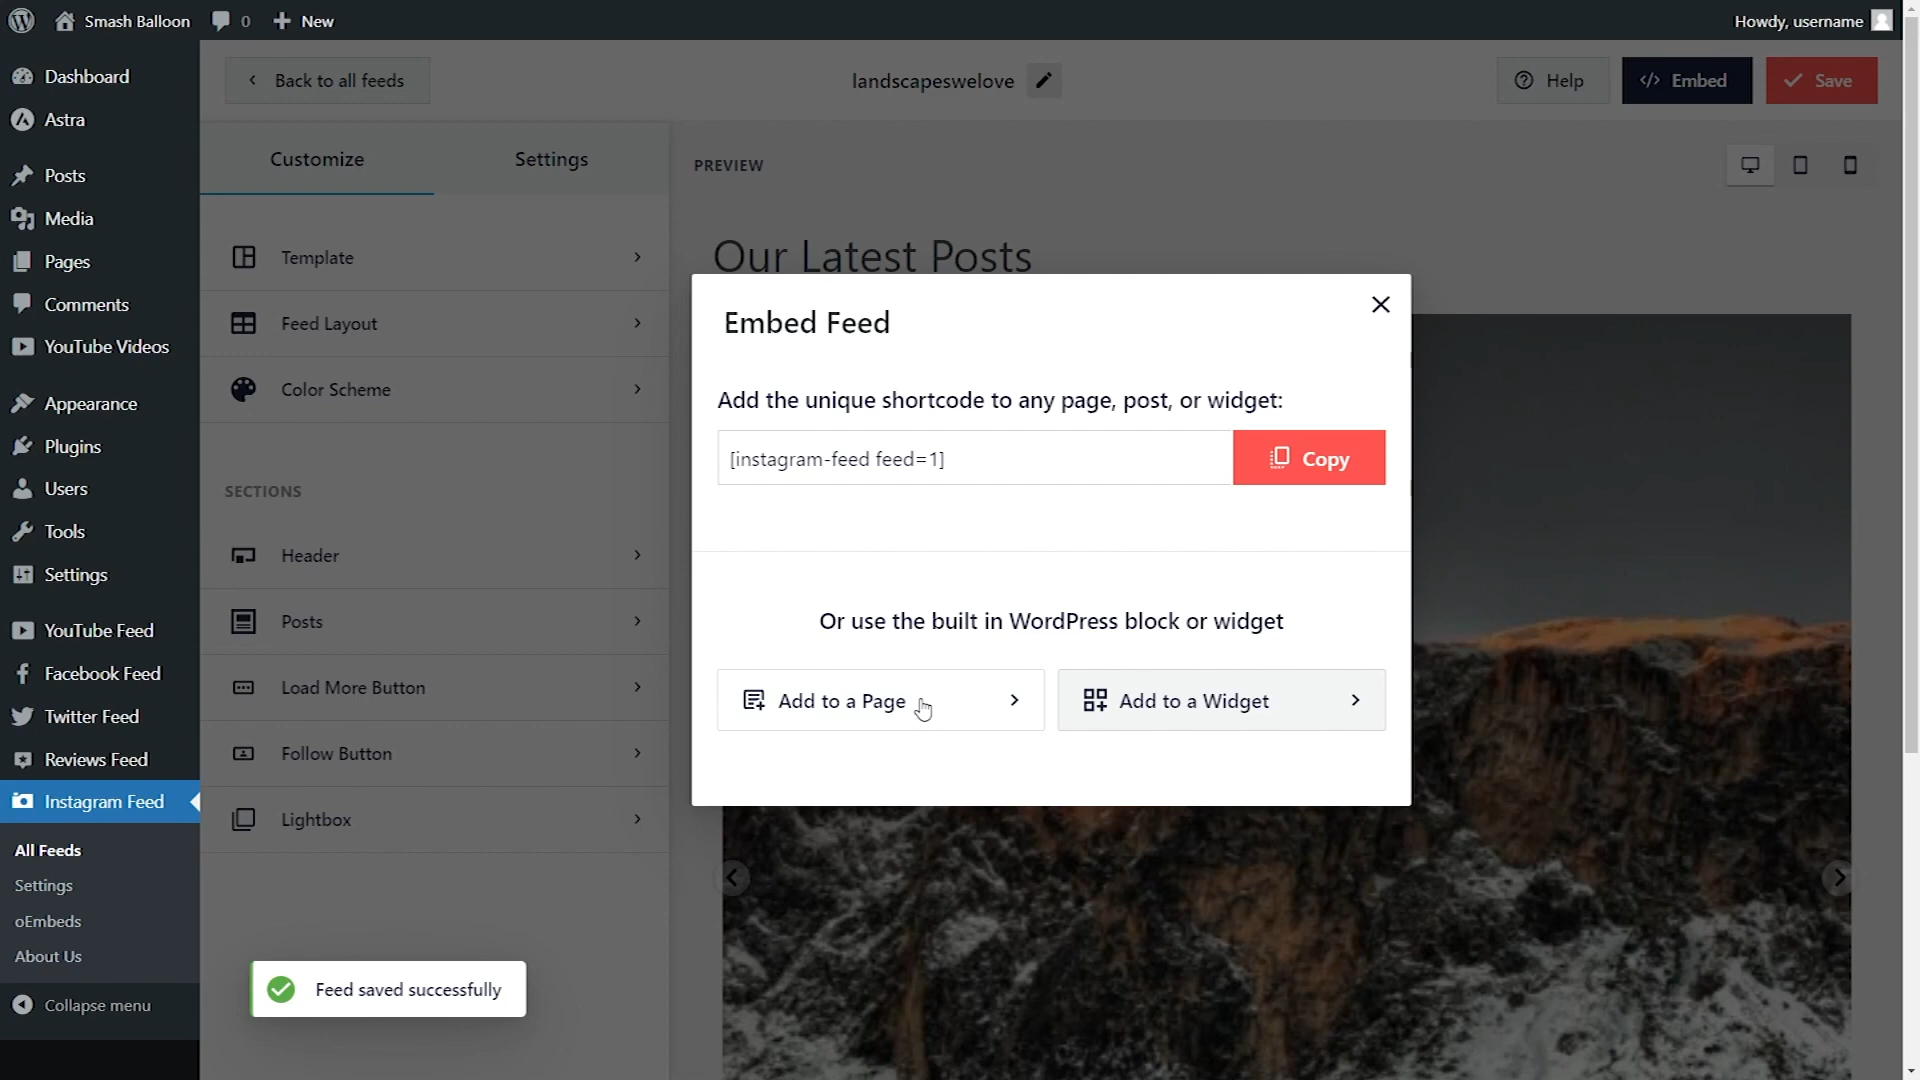 Smash Balloon
0
New
Howdy, username
Dashboard
Astra
Posts
Media
Pages
Comments
YouTube Videos
Appearance
Plugins
Users
Tools
Settings
YouTube Feed
Facebook Feed
Twitter Feed
Reviews Feed
Instagram Feed
All Feeds
Settings
oEmbeds
About Us
Collapse menu
Back to all feeds
landscapeswelove
Help
Embed
Save
Customize
Settings
Template
Feed Layout
Color Scheme
SECTIONS
Header
Posts
Load More Button
Follow Button
Lightbox
Feed saved successfully
PREVIEW
Our Latest Posts
Embed Feed
Add the unique shortcode to any page, post, or widget:
[instagram-feed feed=1]
Copy
Or use the built in WordPress block or widget
Add to a Page
Add to a Widget